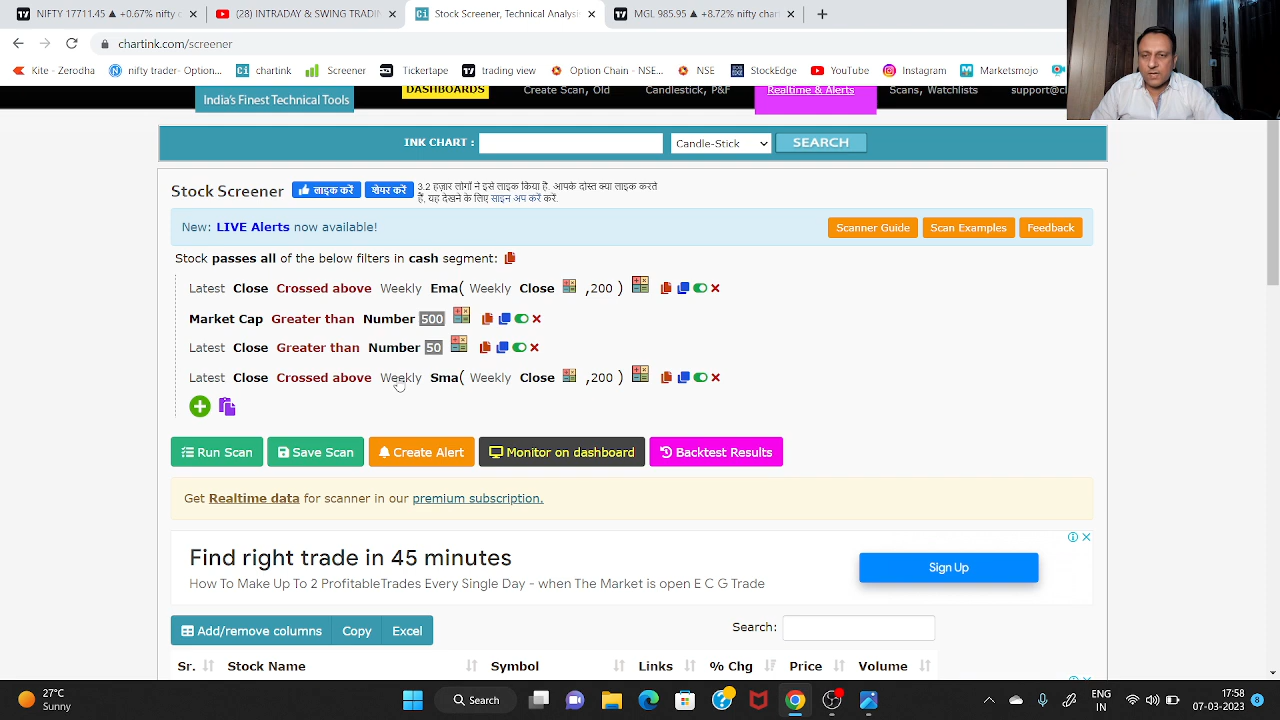 NIFTY 17711.45 ▲ +0.67% nifty
(28) INTRADAY & SWING TRADIN
Stock Screener, Technical Analysis
MGL 985.95 ▲ +8.72% nifty chart
chartink.com/screener
Kite - Zerodha
nifty trader- Option...
chartink
Screener
Tickertape
tradingview
Option Chain - NSE...
NSE
StockEdge
YouTube
Instagram
Marketsmojo
India's Finest Technical Tools
DASHBOARDS
Create Scan, Old
Candlestick, P&F
Realtime & Alerts
Scans, Watchlists
INK CHART :
Candle-Stick
SEARCH
Stock Screener
लाइक करें
शेयर करें
3.2 हज़ार लोगों ने इसे लाइक किया है. आपके दोस्त क्या लाइक करते
हैं, यह देखने के लिए साइन अप करें करें.
New: LIVE Alerts now available!
Scanner Guide
Scan Examples
Feedback
Stock passes all of the below filters in cash segment:
Latest Close Crossed above Weekly Ema( Weekly Close ,200 )
Market Cap Greater than Number 500
Latest Close Greater than Number 50
Latest Close Crossed above Weekly Sma( Weekly Close ,200 )
Run Scan
Save Scan
Create Alert
Monitor on dashboard
Backtest Results
Get Realtime data for scanner in our premium subscription.
Find right trade in 45 minutes
How To Make Up To 2 ProfitableTrades Every Single Day - when The Market is open E C G Trade
Sign Up
Add/remove columns
Copy
Excel
Search:
Sr.
Stock Name
Symbol
Links
% Chg
Price
Volume
27°C
Sunny
Search
ENG
IN
17:58
07-03-2023
8